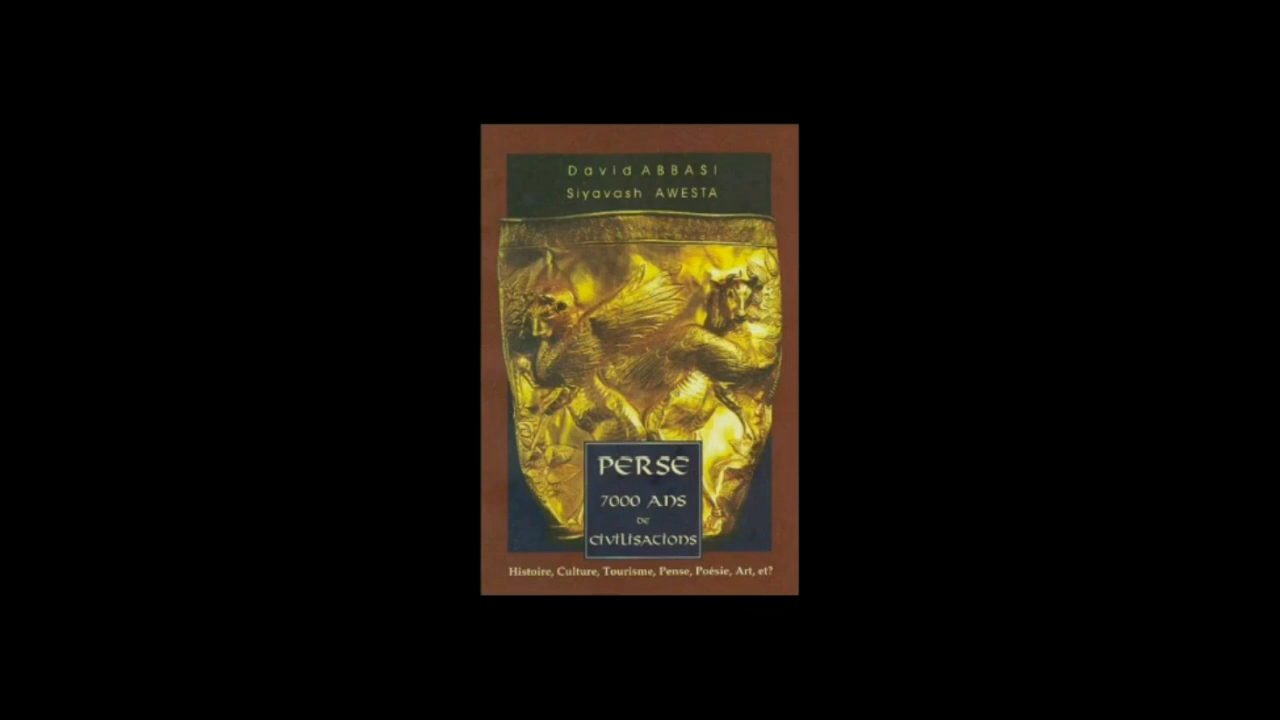 David ABBASI
Siyavash AWESTA
PERSE
7000 ANS
DE
CIVILISATIONS
Histoire, Culture, Tourisme, Pense, Poésie, Art, et?